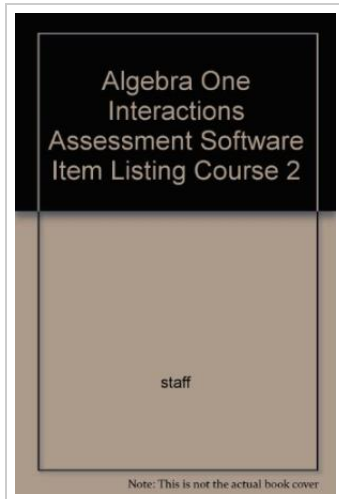 Algebra One
Interactions
Assessment Software
Item Listing Course 2
staff
Note: This is not the actual book cover